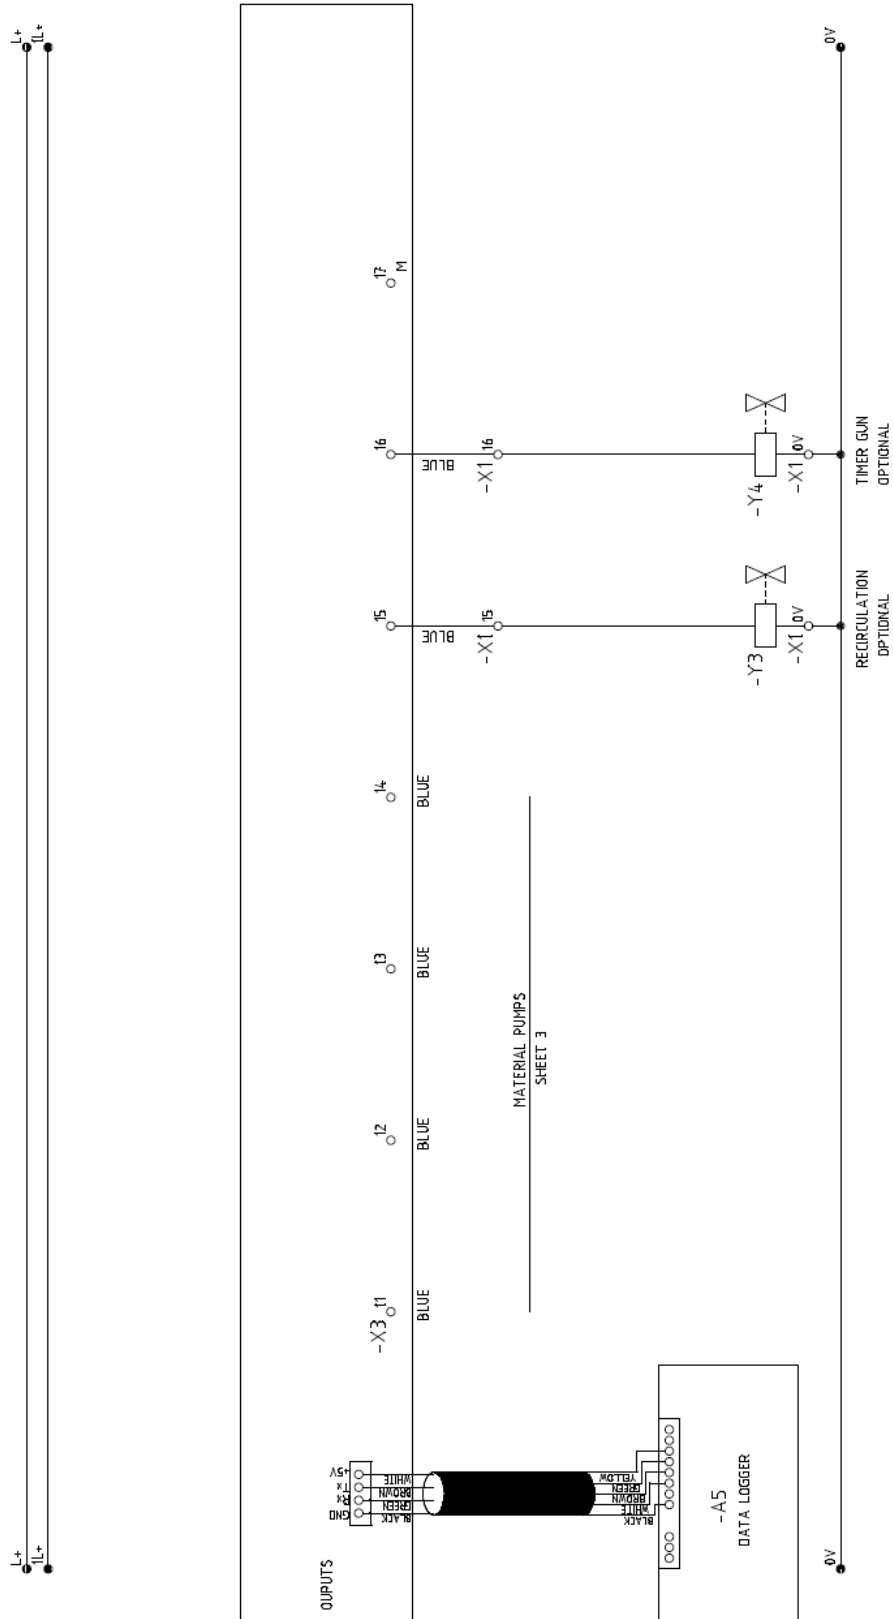 L+
1L+
0V
17
M
16
BLUE
-X1 16
-Y4
-X1 0V
TIMER GUN
OPTIONAL
15
BLUE
-X1 15
-Y3
-X1 0V
RECIRCULATION
OPTIONAL
14
BLUE
13
BLUE
12
BLUE
-X3 11
BLUE
MATERIAL PUMPS
SHEET 3
+5V
Tx
Rx
GND
WHITE
BROWN
GREEN
BLACK
YELLOW
GREEN
BROWN
WHITE
BLACK
-A5
DATA LOGGER
OUPUTS
L+
1L+
0V